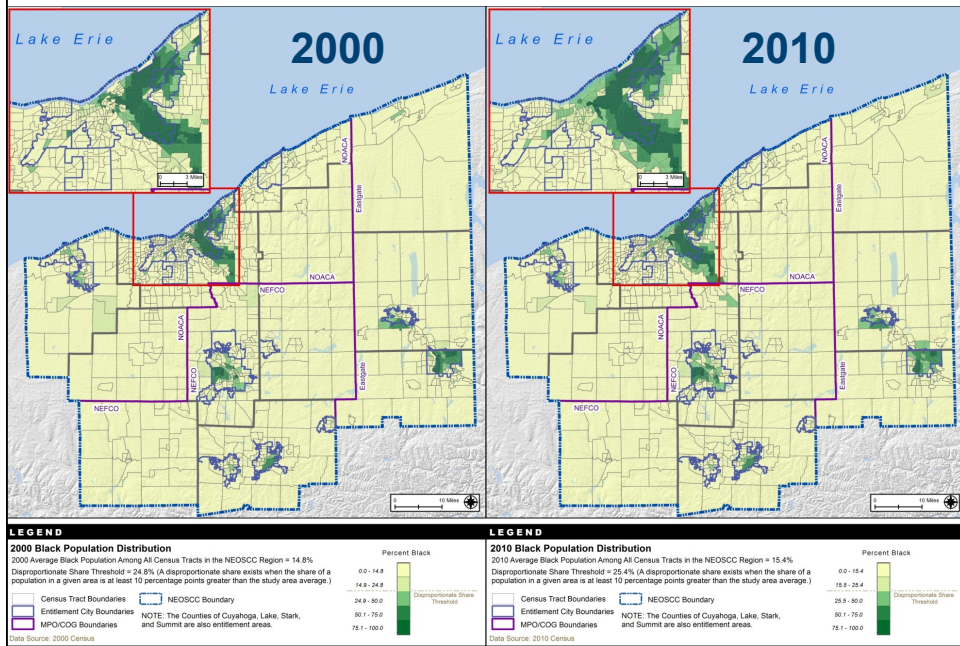 Lake Erie
2000
Lake Erie
0 3 Miles
NOACA
Eastgate
NOACA
NEFCO
NOACA
NEFCO
Eastgate
NEFCO
0 10 Miles
Lake Erie
2010
Lake Erie
0 3 Miles
NOACA
Eastgate
NOACA
NEFCO
NOACA
NEFCO
Eastgate
NEFCO
0 10 Miles
LEGEND
2000 Black Population Distribution
2000 Average Black Population Among All Census Tracts in the NEOSCC Region = 14.8%
Disproportionate Share Threshold = 24.8% (A disproportionate share exists when the share of a
population in a given area is at least 10 percentage points greater than the study area average.)
Census Tract Boundaries
NEOSCC Boundary
Entitlement City Boundaries
MPO/COG Boundaries
NOTE: The Counties of Cuyahoga, Lake, Stark,
and Summit are also entitlement areas.
Data Source: 2000 Census
Percent Black
0.0 - 14.8
14.9 - 24.8
Disproportionate Share
Threshold
24.9 - 50.0
50.1 - 75.0
75.1 - 100.0
LEGEND
2010 Black Population Distribution
2010 Average Black Population Among All Census Tracts in the NEOSCC Region = 15.4%
Disproportionate Share Threshold = 25.4% (A disproportionate share exists when the share of a
population in a given area is at least 10 percentage points greater than the study area average.)
Census Tract Boundaries
NEOSCC Boundary
Entitlement City Boundaries
MPO/COG Boundaries
NOTE: The Counties of Cuyahoga, Lake, Stark,
and Summit are also entitlement areas.
Data Source: 2010 Census
Percent Black
0.0 - 15.4
15.5 - 25.4
Disproportionate Share
Threshold
25.5 - 50.0
50.1 - 75.0
75.1 - 100.0